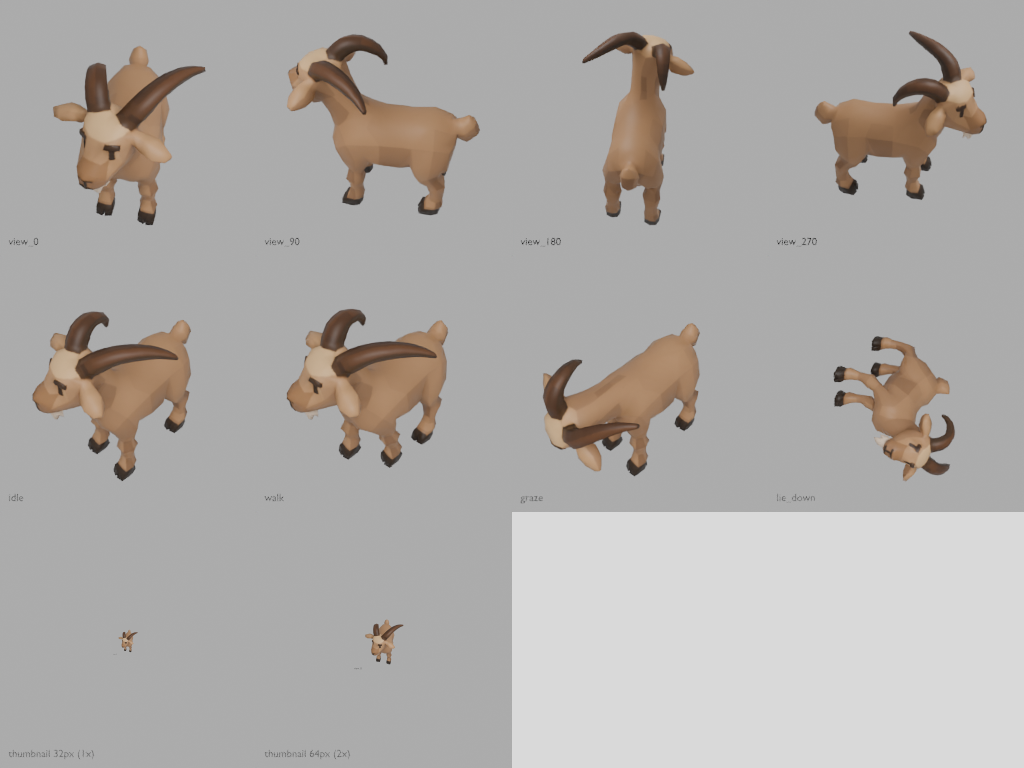 view_0
view_90
view_180
view_270
idle
walk
graze
lie_down
thumbnail 32px (1x)
thumbnail 64px (2x)